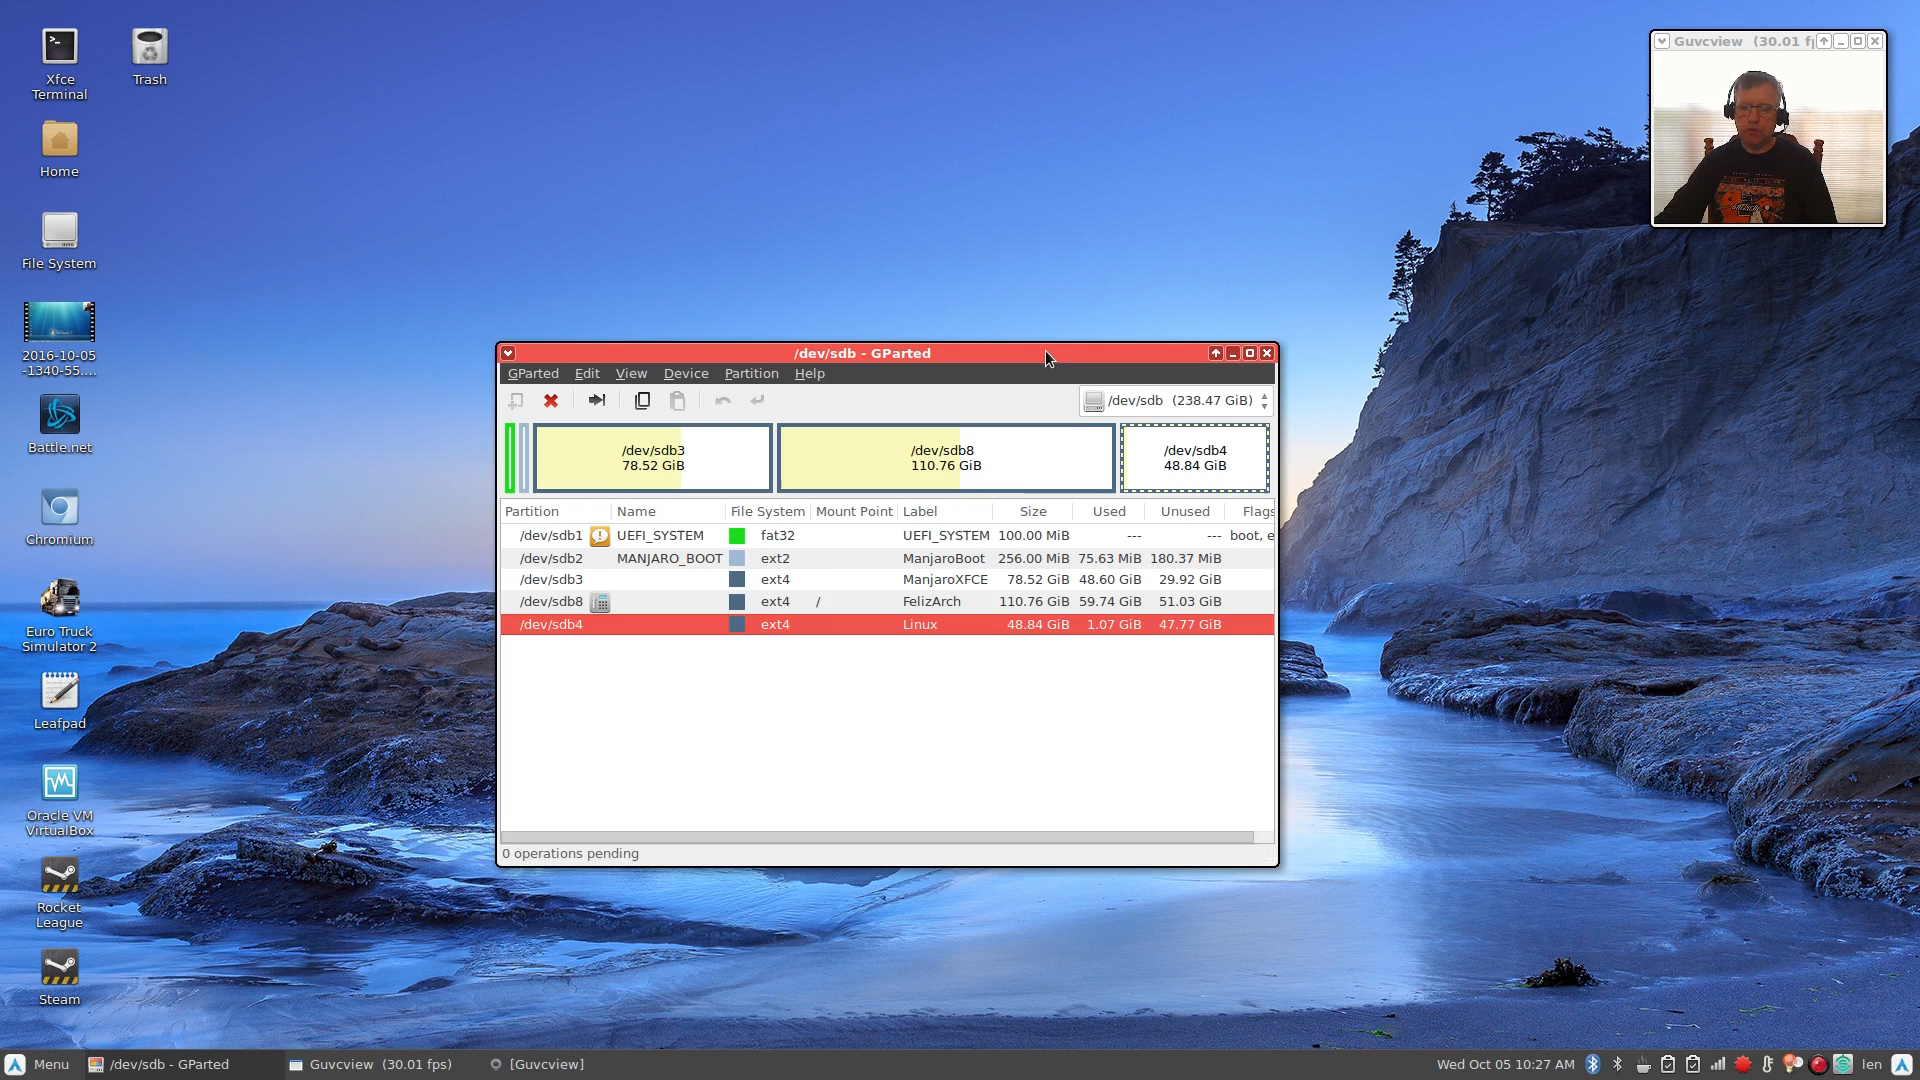 Xfce
Terminal
Trash
Home
File System
2016-10-05
-1340-55....
Battle.net
Chromium
Euro Truck
Simulator 2
Leafpad
Oracle VM
VirtualBox
Rocket
League
Steam
Guvcview (30.01 f
/dev/sdb - GParted
GParted Edit View Device Partition Help
/dev/sdb (238.47 GiB)
/dev/sdb3
78.52 GiB
/dev/sdb8
110.76 GiB
/dev/sdb4
48.84 GiB
Partition Name File System Mount Point Label Size Used Unused Flags
/dev/sdb1 UEFI_SYSTEM fat32 UEFI_SYSTEM 100.00 MiB --- --- boot, e
/dev/sdb2 MANJARO_BOOT ext2 ManjaroBoot 256.00 MiB 75.63 MiB 180.37 MiB
/dev/sdb3 ext4 ManjaroXFCE 78.52 GiB 48.60 GiB 29.92 GiB
/dev/sdb8 ext4 / FelizArch 110.76 GiB 59.74 GiB 51.03 GiB
/dev/sdb4 ext4 Linux 48.84 GiB 1.07 GiB 47.77 GiB
0 operations pending
Menu /dev/sdb - GParted Guvcview (30.01 fps) [Guvcview] Wed Oct 05 10:27 AM len